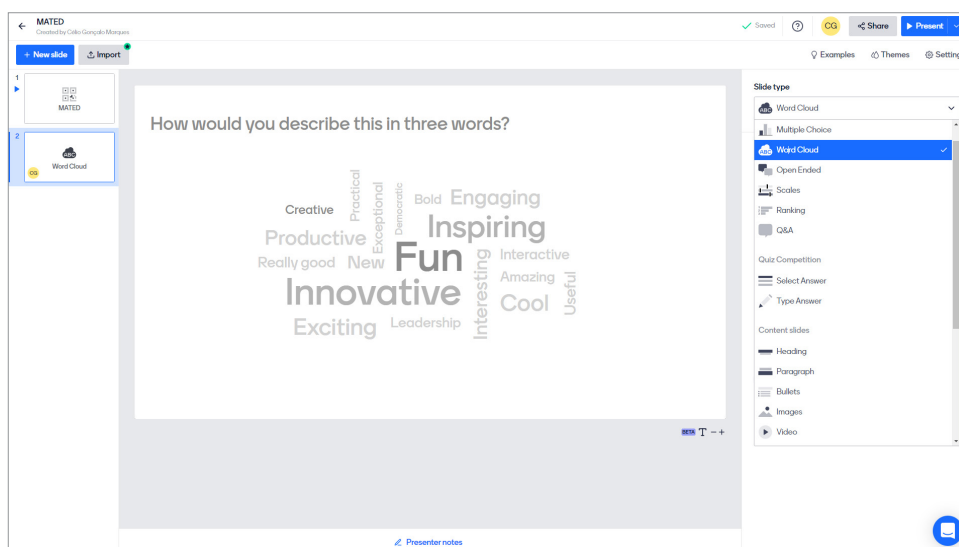 MATED
Created by Célio Gonçalo Marques
Saved
?
CG
Share
Present
+ New slide
Import
Examples
Themes
Setting
1
MATED
2
ABC
Word Cloud
CG
How would you describe this in three words?
Creative
Practical
Exceptional
Democratic
Bold
Engaging
Productive
Inspiring
Really good
New
Fun
Interesting
Interactive
Innovative
Amazing
Useful
Cool
Exciting
Leadership
BETA T − +
Presenter notes
Slide type
ABC Word Cloud
Multiple Choice
ABC Word Cloud
Open Ended
Scales
Ranking
Q&A
Quiz Competition
Select Answer
Type Answer
Content slides
Heading
Paragraph
Bullets
Images
Video